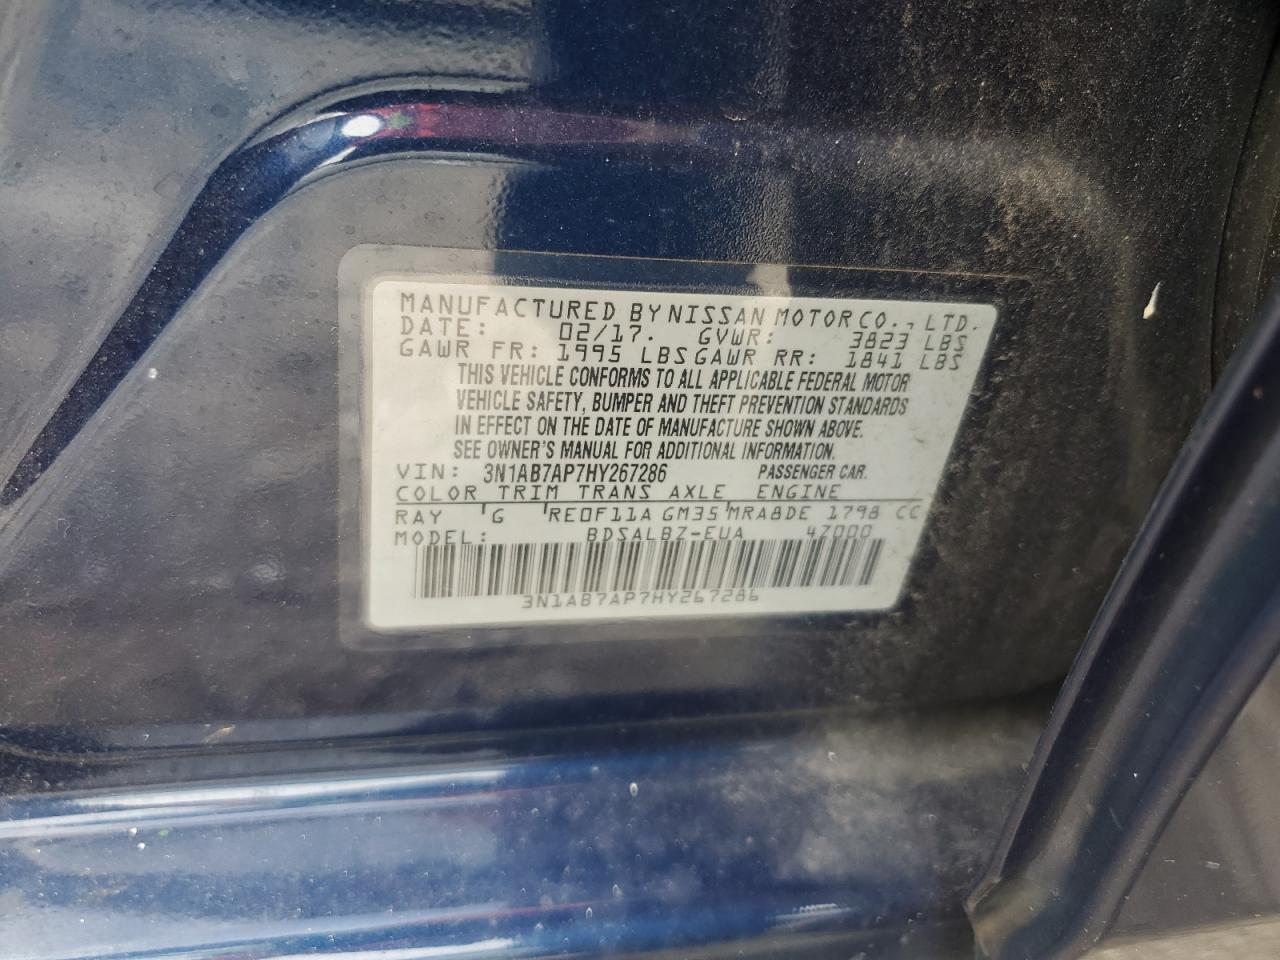 MANUFACTURED BY NISSAN MOTOR CO., LTD.
DATE: 02/17. GVWR: 3823 LBS
GAWR FR: 1995 LBS GAWR RR: 1841 LBS
THIS VEHICLE CONFORMS TO ALL APPLICABLE FEDERAL MOTOR
VEHICLE SAFETY, BUMPER AND THEFT PREVENTION STANDARDS
IN EFFECT ON THE DATE OF MANUFACTURE SHOWN ABOVE.
SEE OWNER'S MANUAL FOR ADDITIONAL INFORMATION.
VIN: 3N1AB7AP7HY267286 PASSENGER CAR.
COLOR TRIM TRANS AXLE ENGINE
RAY 'G 'RE0F11A GM35'MRA8DE 1798 CC
MODEL: BDSALBZ-EUA 4Z000
3N1AB7AP7HY267286